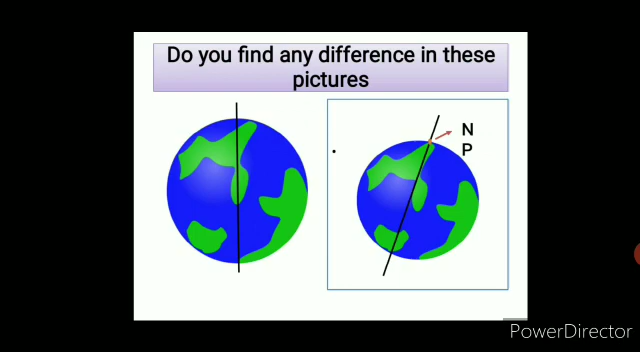 Do you find any difference in these
pictures
N
P
PowerDirector